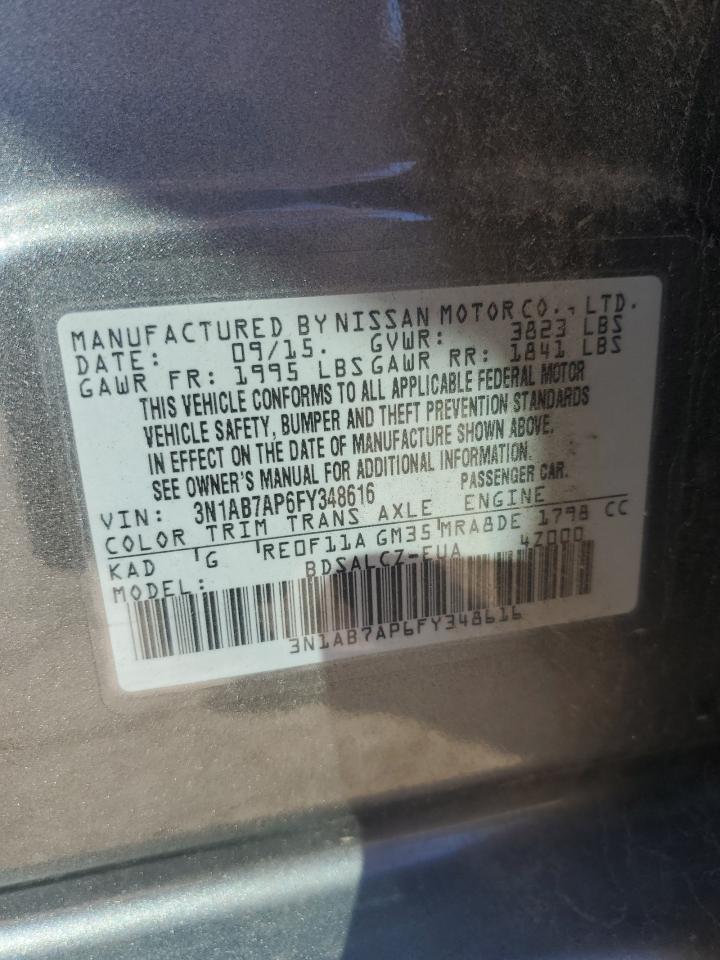 MANUFACTURED BY NISSAN MOTOR CO., LTD.
DATE: 09/15. GVWR: 3823 LBS
GAWR FR: 1995 LBS GAWR RR: 1841 LBS
THIS VEHICLE CONFORMS TO ALL APPLICABLE FEDERAL MOTOR
VEHICLE SAFETY, BUMPER AND THEFT PREVENTION STANDARDS
IN EFFECT ON THE DATE OF MANUFACTURE SHOWN ABOVE.
SEE OWNER'S MANUAL FOR ADDITIONAL INFORMATION.
VIN: 3N1AB7AP6FY348616 PASSENGER CAR.
COLOR TRIM TRANS AXLE ENGINE
KAD G RE0F11A GM35 MRA8DE 1798 CC
MODEL: BDSALCZ-EUA 4Z000
3N1AB7AP6FY348616